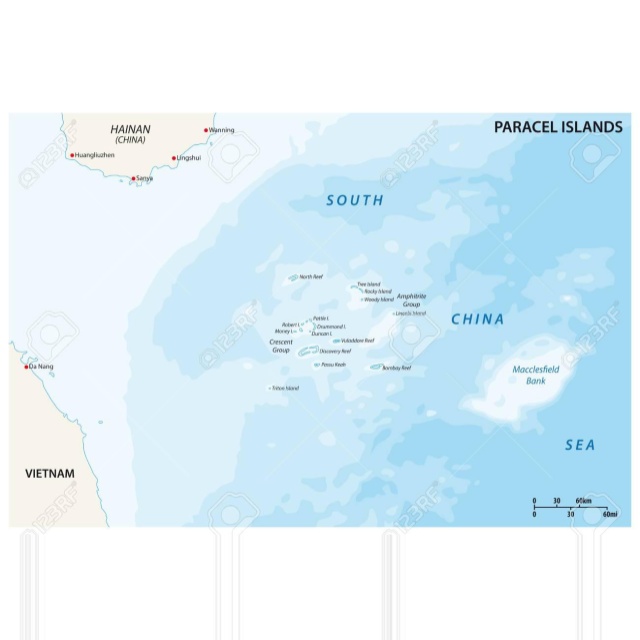 PARACEL ISLANDS
HAINAN
(CHINA)
Wanning
Huangliuzhen
Lingshui
Sanya
SOUTH
North Reef
Tree Island
Rocky Island
Woody Island
Amphitrite
Group
Lincoln Island
CHINA
Pattle I.
Robert I.
Drummond I.
Money I.
Duncan I.
Yuladdare Reef
Crescent
Group
Discovery Reef
Passu Keah
Bombay Reef
Triton Island
Macclesfield
Bank
Da Nang
SEA
VIETNAM
0 30 60km
0 30 60mi
123RF